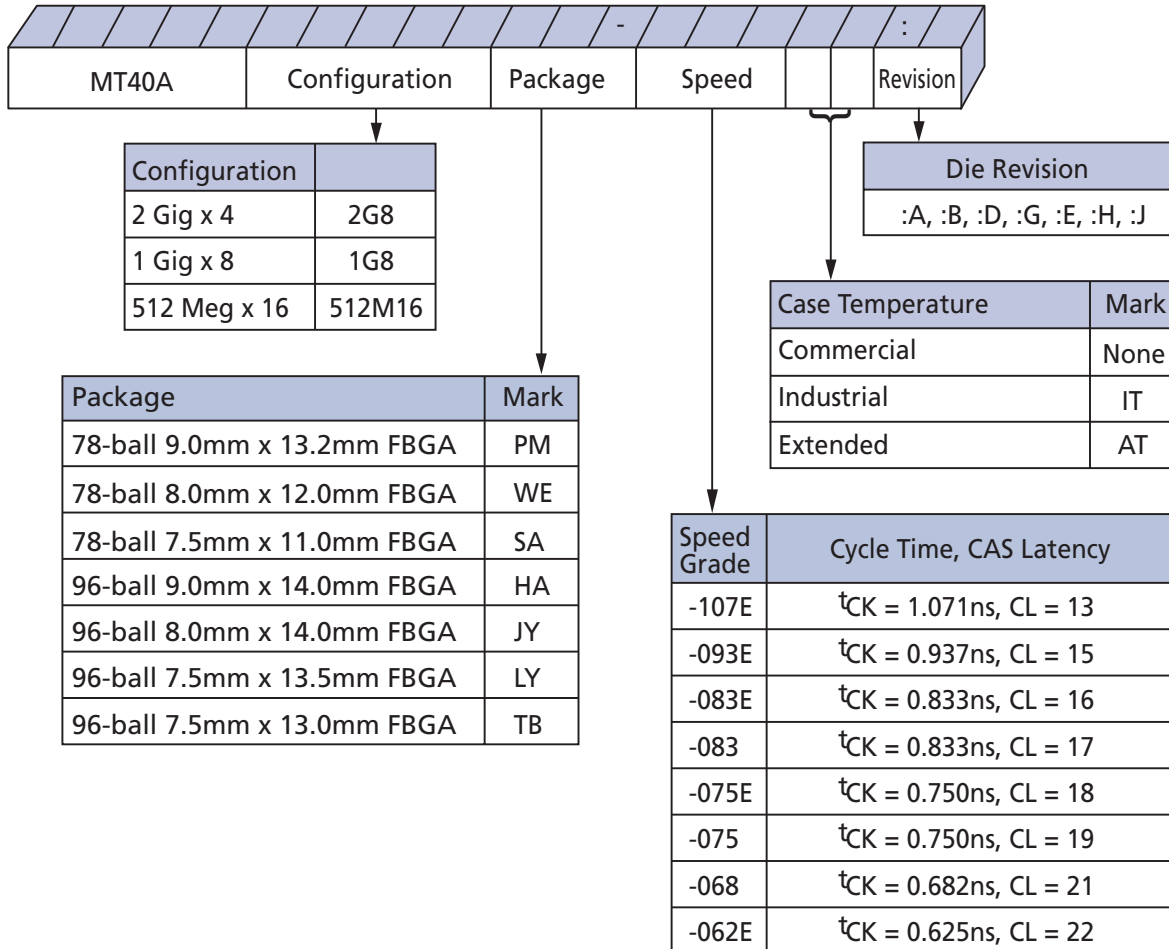 - :
MT40A Configuration Package Speed Revision
Configuration
2 Gig x 4 2G8
1 Gig x 8 1G8
512 Meg x 16 512M16
Die Revision
:A, :B, :D, :G, :E, :H, :J
Case Temperature Mark
Commercial None
Industrial IT
Extended AT
Package Mark
78-ball 9.0mm x 13.2mm FBGA PM
78-ball 8.0mm x 12.0mm FBGA WE
78-ball 7.5mm x 11.0mm FBGA SA
96-ball 9.0mm x 14.0mm FBGA HA
96-ball 8.0mm x 14.0mm FBGA JY
96-ball 7.5mm x 13.5mm FBGA LY
96-ball 7.5mm x 13.0mm FBGA TB
Speed Grade Cycle Time, CAS Latency
-107E tCK = 1.071ns, CL = 13
-093E tCK = 0.937ns, CL = 15
-083E tCK = 0.833ns, CL = 16
-083 tCK = 0.833ns, CL = 17
-075E tCK = 0.750ns, CL = 18
-075 tCK = 0.750ns, CL = 19
-068 tCK = 0.682ns, CL = 21
-062E tCK = 0.625ns, CL = 22